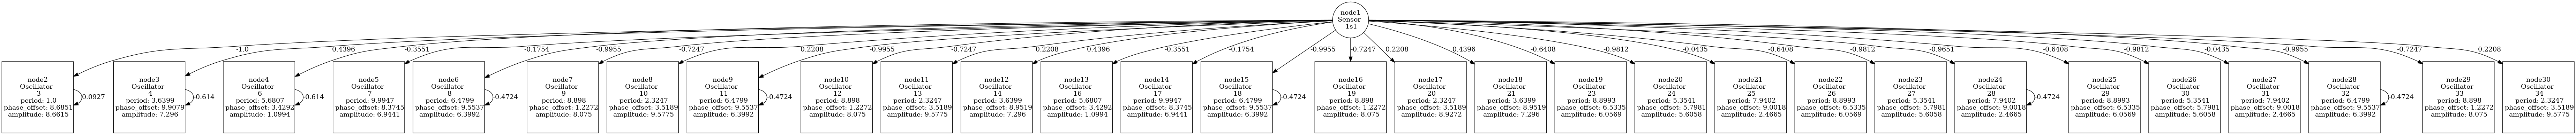 node1
Sensor
1s1
-1.0
0.4396
-0.3551
-0.1754
-0.9955
-0.7247
0.2208
-0.9955
-0.7247
0.2208
0.4396
-0.3551
-0.1754
-0.9955
-0.7247
0.2208
0.4396
-0.6408
-0.9812
-0.0435
-0.6408
-0.9812
-0.9651
-0.6408
-0.9812
-0.0435
-0.9955
-0.7247
0.2208
node2
Oscillator
3
period: 1.0
phase_offset: 8.6851
amplitude: 8.6615
0.0927
node3
Oscillator
4
period: 3.6399
phase_offset: 9.9079
amplitude: 7.296
-0.614
node4
Oscillator
6
period: 5.6807
phase_offset: 3.4292
amplitude: 1.0994
-0.614
node5
Oscillator
7
period: 9.9947
phase_offset: 8.3745
amplitude: 6.9441
node6
Oscillator
8
period: 6.4799
phase_offset: 9.5537
amplitude: 6.3992
-0.4724
node7
Oscillator
9
period: 8.898
phase_offset: 1.2272
amplitude: 8.075
node8
Oscillator
10
period: 2.3247
phase_offset: 3.5189
amplitude: 9.5775
node9
Oscillator
11
period: 6.4799
phase_offset: 9.5537
amplitude: 6.3992
-0.4724
node10
Oscillator
12
period: 8.898
phase_offset: 1.2272
amplitude: 8.075
node11
Oscillator
13
period: 2.3247
phase_offset: 3.5189
amplitude: 9.5775
node12
Oscillator
14
period: 3.6399
phase_offset: 8.9519
amplitude: 7.296
node13
Oscillator
16
period: 5.6807
phase_offset: 3.4292
amplitude: 1.0994
node14
Oscillator
17
period: 9.9947
phase_offset: 8.3745
amplitude: 6.9441
node15
Oscillator
18
period: 6.4799
phase_offset: 9.5537
amplitude: 6.3992
-0.4724
node16
Oscillator
19
period: 8.898
phase_offset: 1.2272
amplitude: 8.075
node17
Oscillator
20
period: 2.3247
phase_offset: 3.5189
amplitude: 8.9272
node18
Oscillator
21
period: 3.6399
phase_offset: 8.9519
amplitude: 7.296
node19
Oscillator
23
period: 8.8993
phase_offset: 6.5335
amplitude: 6.0569
node20
Oscillator
24
period: 5.3541
phase_offset: 5.7981
amplitude: 5.6058
node21
Oscillator
25
period: 7.9402
phase_offset: 9.0018
amplitude: 2.4665
node22
Oscillator
26
period: 8.8993
phase_offset: 6.5335
amplitude: 6.0569
node23
Oscillator
27
period: 5.3541
phase_offset: 5.7981
amplitude: 5.6058
node24
Oscillator
28
period: 7.9402
phase_offset: 9.0018
amplitude: 2.4665
-0.4724
node25
Oscillator
29
period: 8.8993
phase_offset: 6.5335
amplitude: 6.0569
node26
Oscillator
30
period: 5.3541
phase_offset: 5.7981
amplitude: 5.6058
node27
Oscillator
31
period: 7.9402
phase_offset: 9.0018
amplitude: 2.4665
node28
Oscillator
32
period: 6.4799
phase_offset: 9.5537
amplitude: 6.3992
-0.4724
node29
Oscillator
33
period: 8.898
phase_offset: 1.2272
amplitude: 8.075
node30
Oscillator
34
period: 2.3247
phase_offset: 3.5189
amplitude: 9.5775